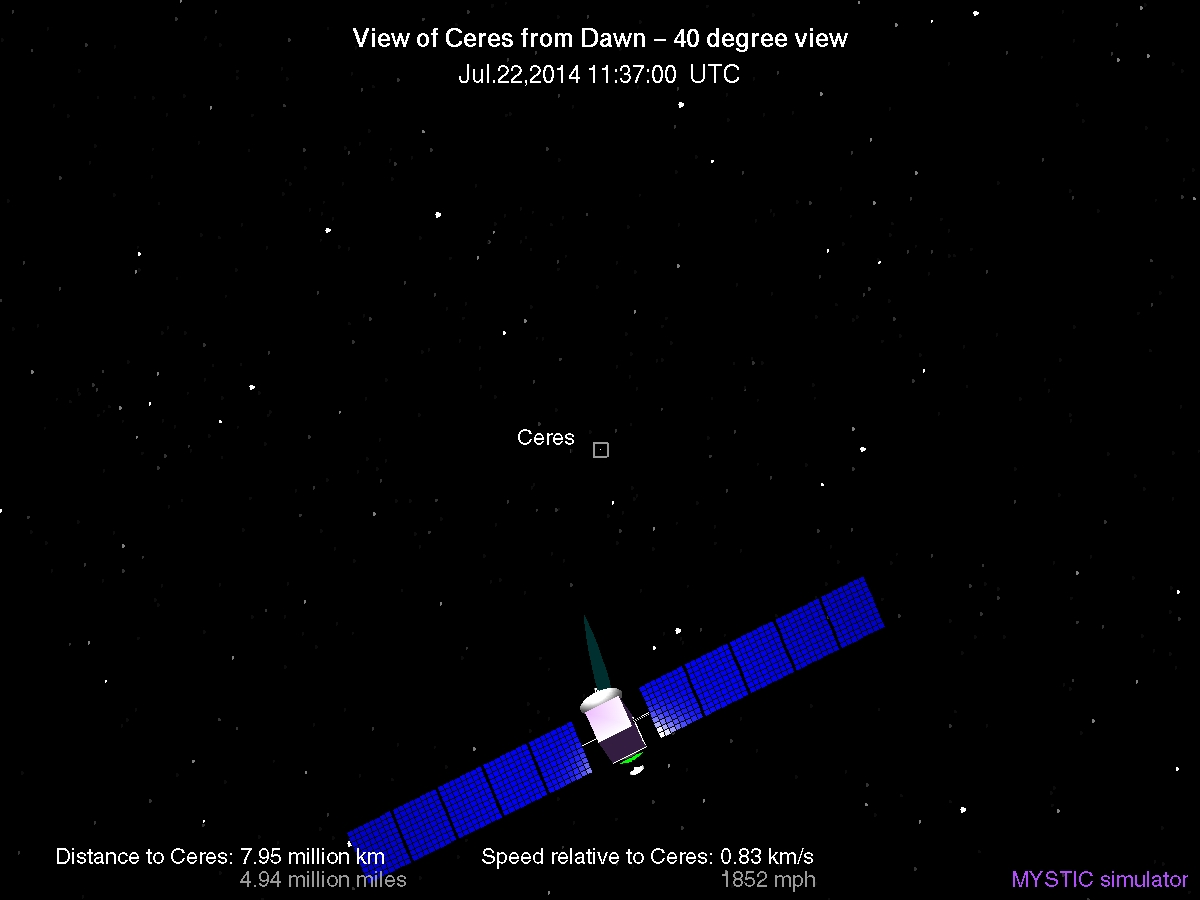 View of Ceres from Dawn – 40 degree view
Jul.22,2014 11:37:00 UTC
Ceres
Distance to Ceres: 7.95 million km
4.94 million miles
Speed relative to Ceres: 0.83 km/s
1852 mph
MYSTIC simulator